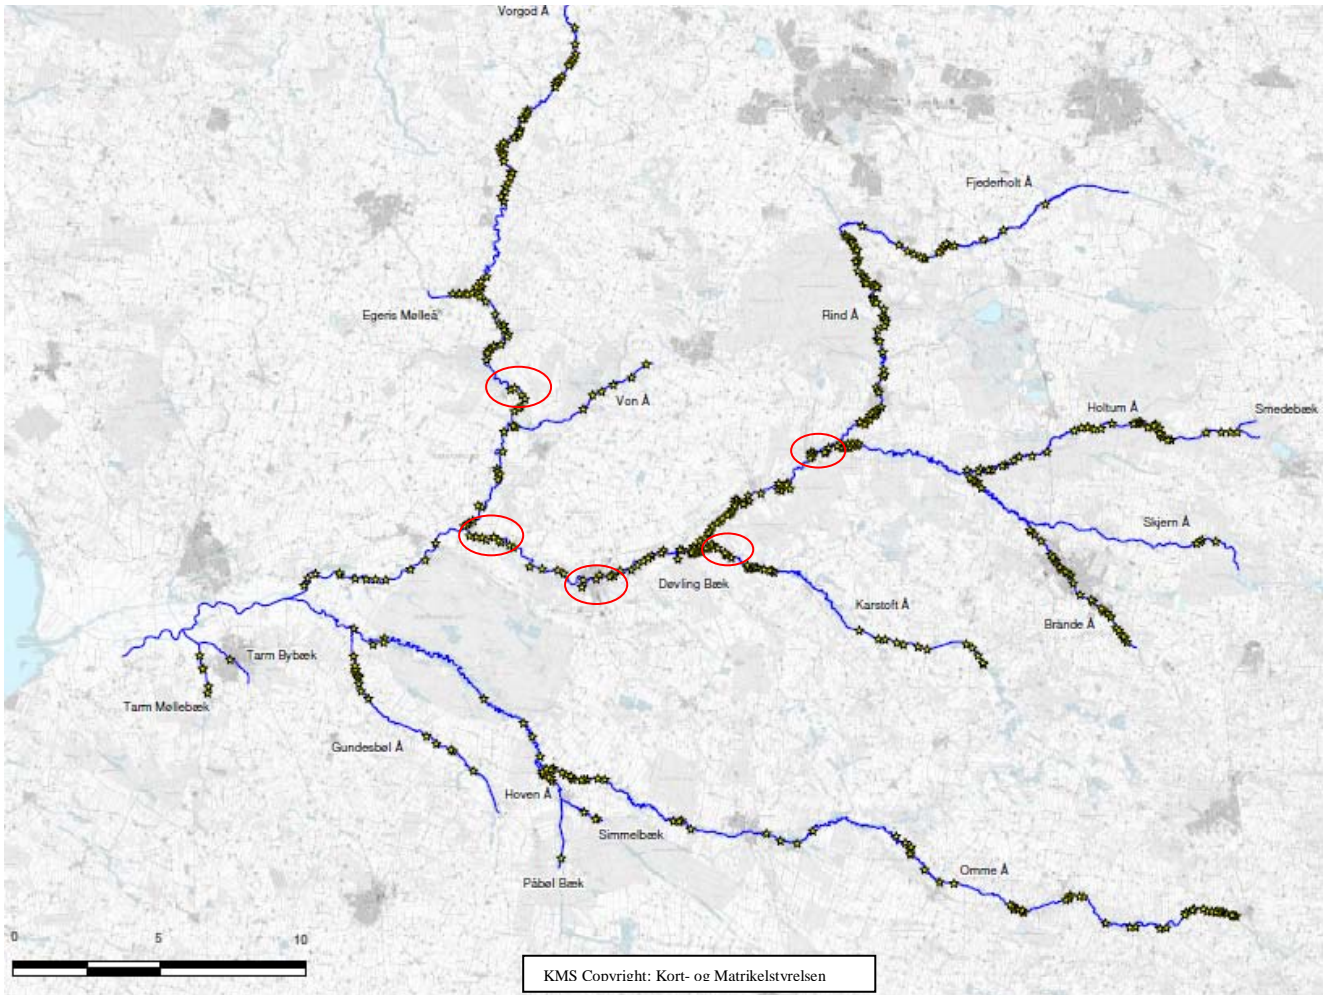 Vorgod Å
Fjederholt Å
Egeris Mølleå
Rind Å
Von Å
Holtum Å
Smedebæk
Skjern Å
Døvling Bæk
Karstoft Å
Brande Å
Tarm Bybæk
Tarm Møllebæk
Gundesbøl Å
Hoven Å
Simmelbæk
Omme Å
Påbøl Bæk
0 5 10
KMS Copyright: Kort- og Matrikelstyrelsen